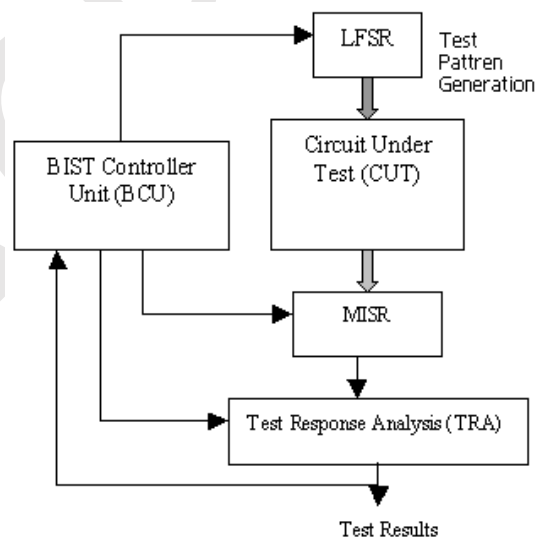 LFSR
Test
Pattren
Generation
Circuit Under
Test (CUT)
BIST Controller
Unit (BCU)
MISR
Test Response Analysis (TRA)
Test Results